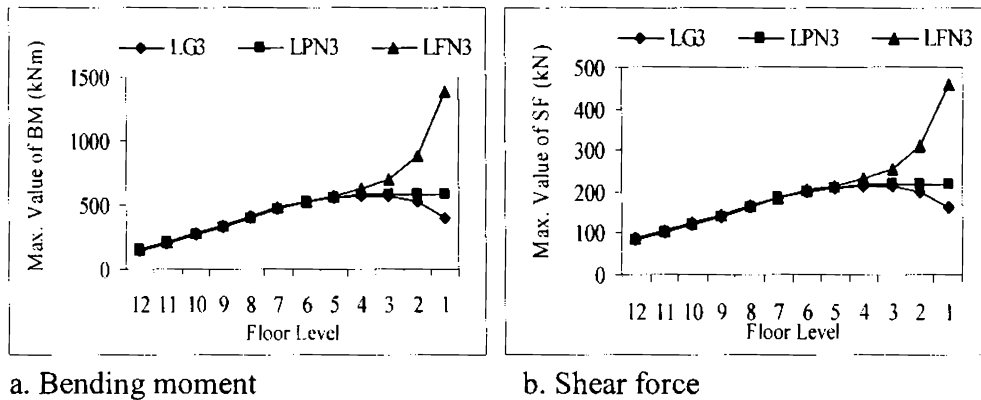 LG3 LPN3 LFN3
1500
1000
500
0
Max. Value of BM (kNm)
12 11 10 9 8 7 6 5 4 3 2 1
Floor Level
a. Bending moment
LG3 LPN3 LFN3
500
400
300
200
100
0
Max. Value of SF (kN)
12 11 10 9 8 7 6 5 4 3 2 1
Floor Level
b. Shear force